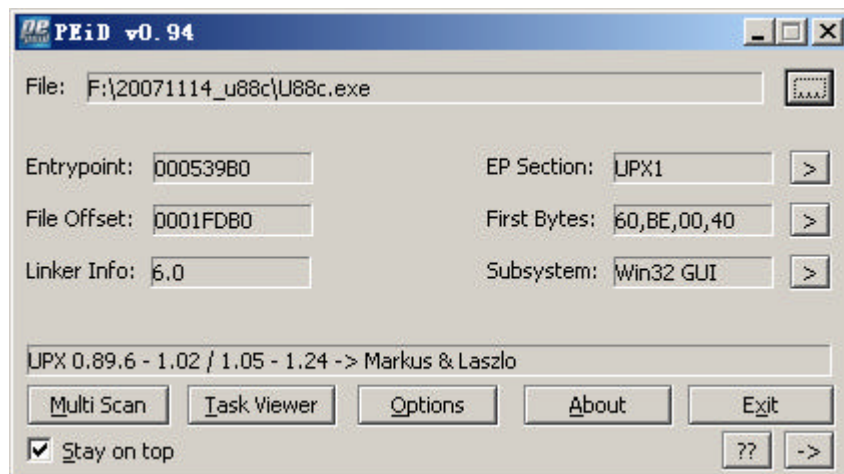 PEiD v0.94
File: F:\20071114_u88c\U88c.exe ...
Entrypoint: 000539B0 EP Section: UPX1 >
File Offset: 0001FDB0 First Bytes: 60,BE,00,40 >
Linker Info: 6.0 Subsystem: Win32 GUI >
UPX 0.89.6 - 1.02 / 1.05 - 1.24 -> Markus & Laszlo
Multi Scan Task Viewer Options About Exit
Stay on top ?? ->